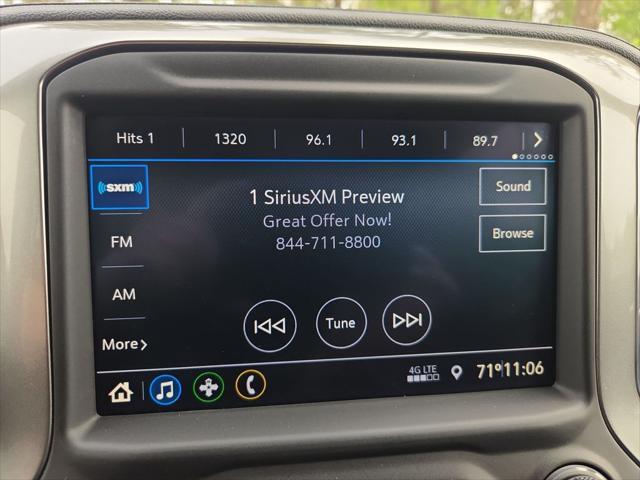 Hits 1 1320 96.1 93.1 89.7
sxm
1 SiriusXM Preview
Sound
Great Offer Now!
FM
844-711-8800
Browse
AM
Tune
More
4G LTE
71° 11:06